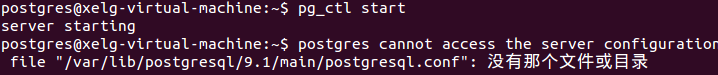 postgres@xelg-virtual-machine:~$ pg_ctl start
server starting
postgres@xelg-virtual-machine:~$ postgres cannot access the server configuration
file "/var/lib/postgresql/9.1/main/postgresql.conf": 没有那个文件或目录